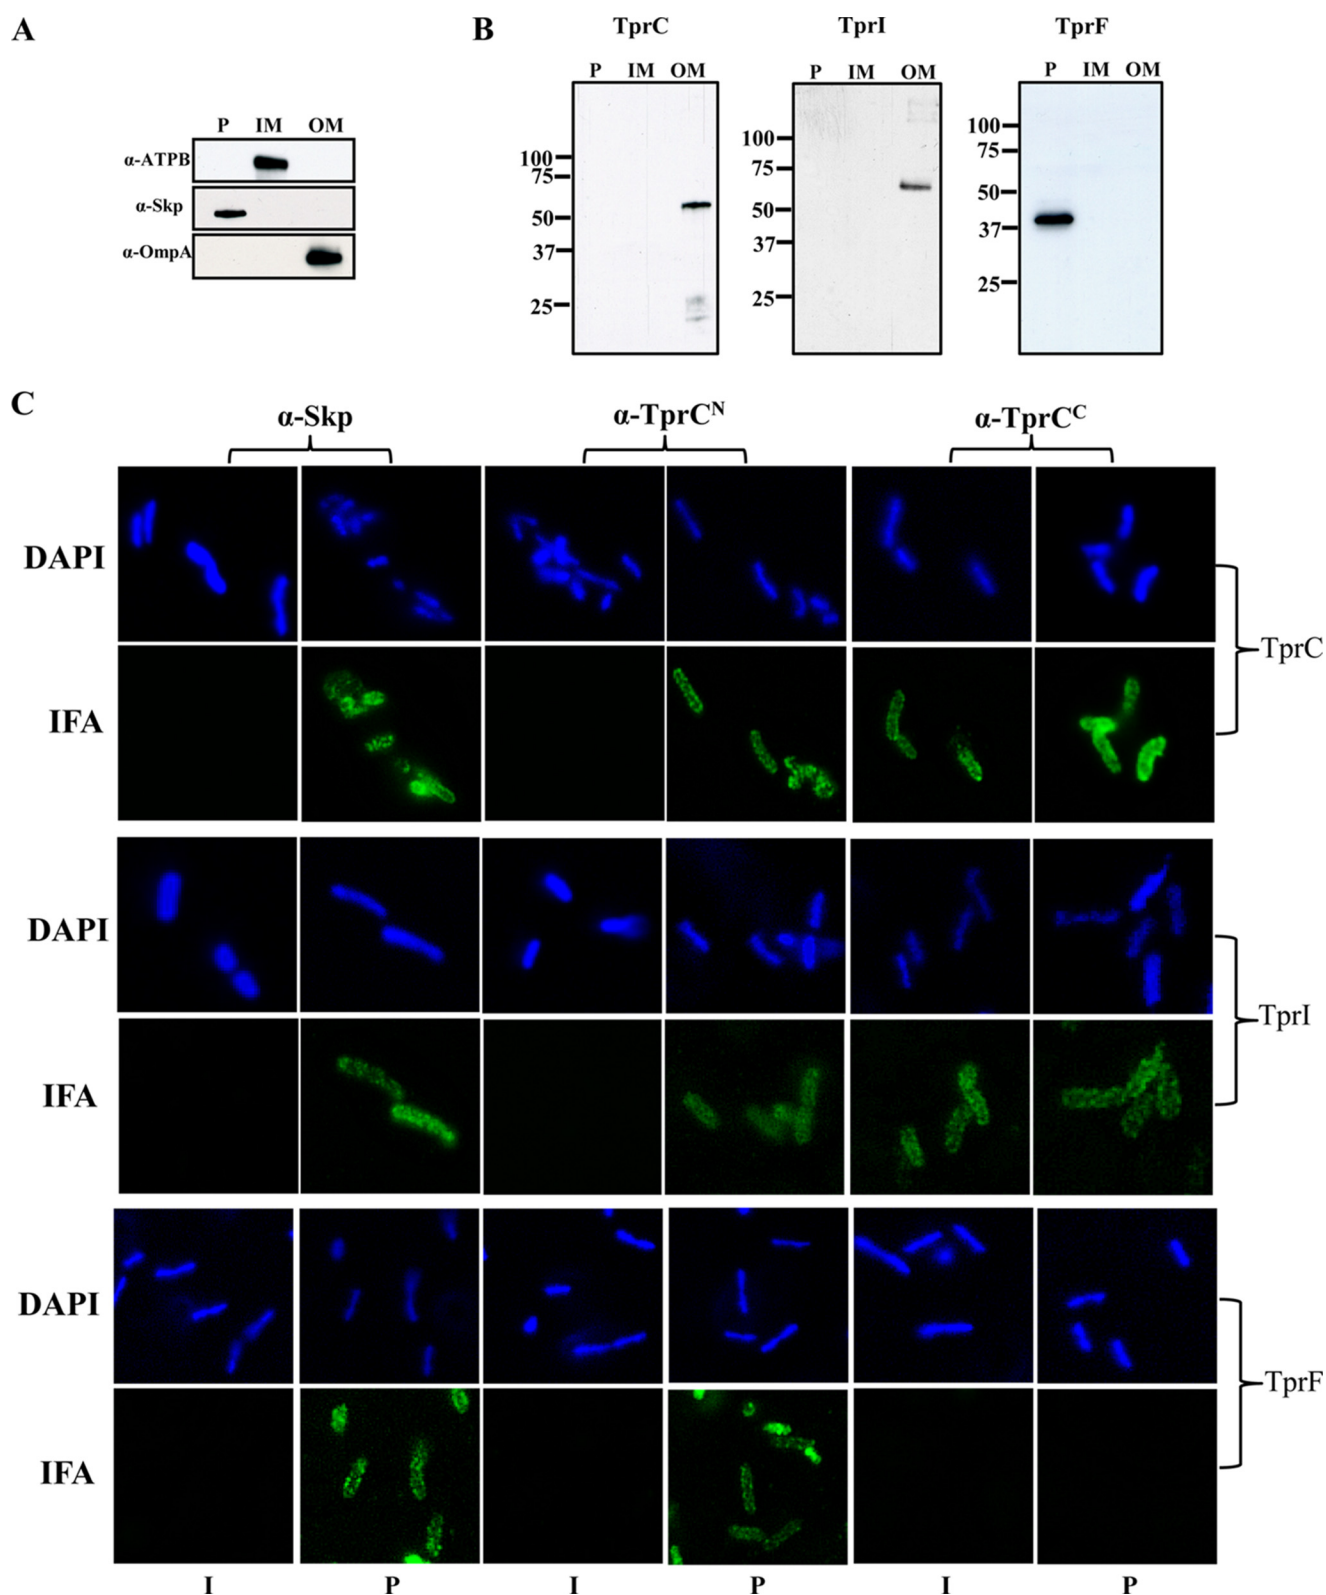 A
P IM OM
α-ATPB
α-Skp
α-OmpA
B
TprC TprI TprF
P IM OM P IM OM P IM OM
100
75
50
37
25
100
75
50
37
25
100
75
50
37
25
C
α-Skp α-TprCᴺ α-TprCᶜ
DAPI
TprC
IFA
DAPI
TprI
IFA
DAPI
TprF
IFA
I P I P I P